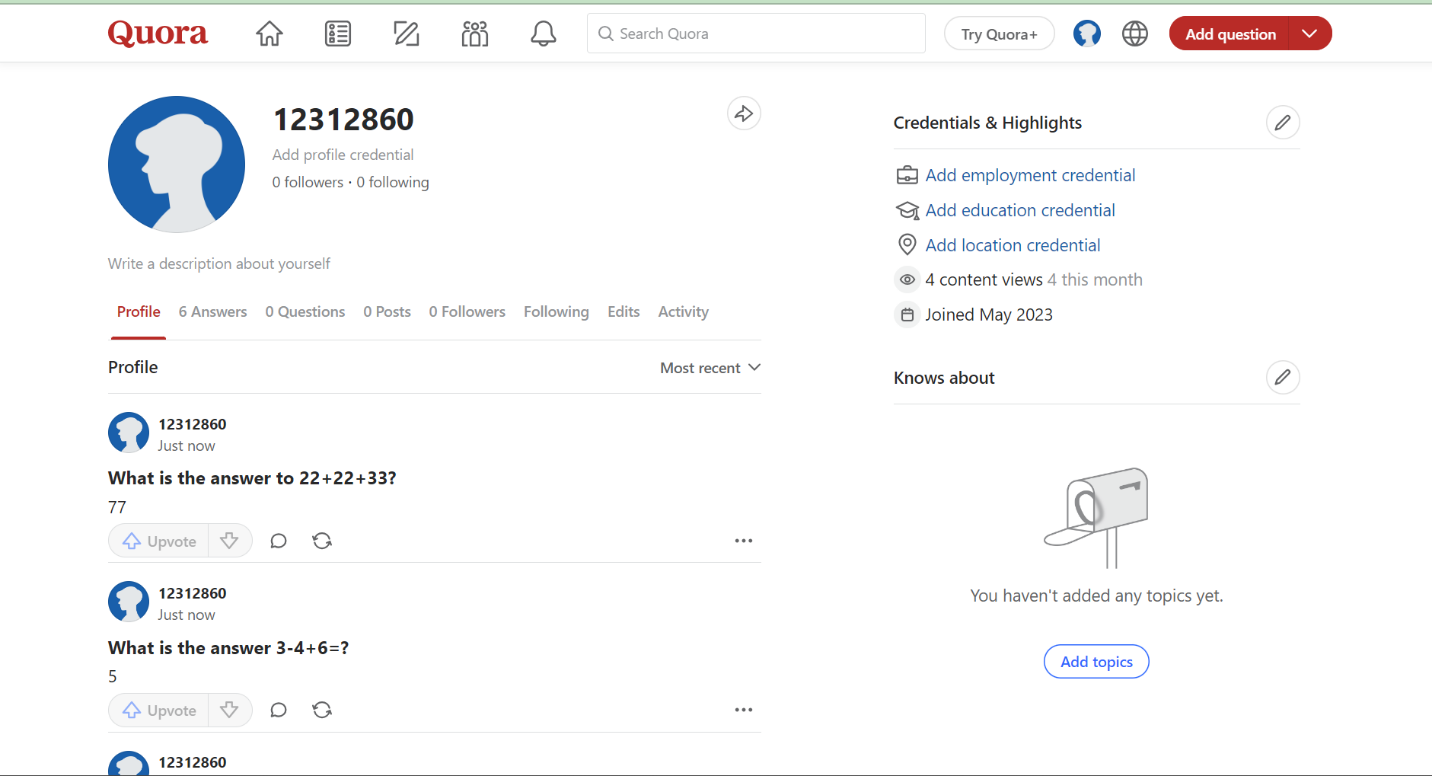 Quora
Search Quora
Try Quora+
Add question
12312860
Add profile credential
0 followers · 0 following
Write a description about yourself
Profile 6 Answers 0 Questions 0 Posts 0 Followers Following Edits Activity
Profile
Most recent
12312860
Just now
What is the answer to 22+22+33?
77
Upvote
12312860
Just now
What is the answer 3-4+6=?
5
Upvote
12312860
Credentials & Highlights
Add employment credential
Add education credential
Add location credential
4 content views 4 this month
Joined May 2023
Knows about
You haven't added any topics yet.
Add topics